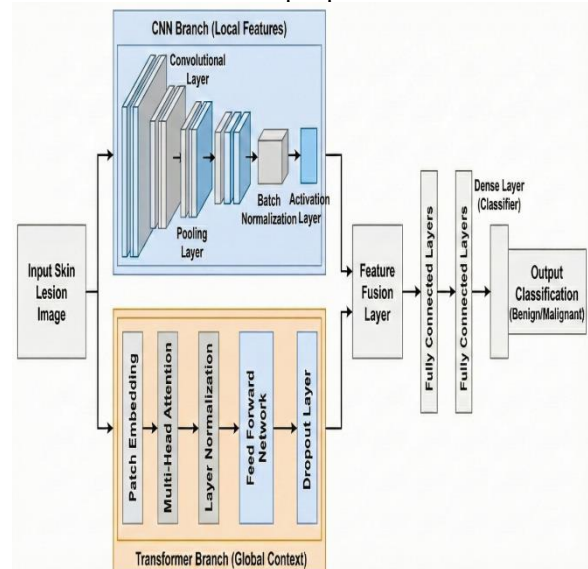 CNN Branch (Local Features)
Convolutional
Layer
Pooling
Layer
Batch
Normalization
Activation
Layer
Input Skin
Lesion
Image
Patch Embedding
Multi-Head Attention
Layer Normalization
Feed Forward
Network
Dropout Layer
Transformer Branch (Global Context)
Feature
Fusion
Layer
Fully Connected Layers
Fully Connected Layers
Dense Layer
(Classifier)
Output
Classification
(Benign/Malignant)